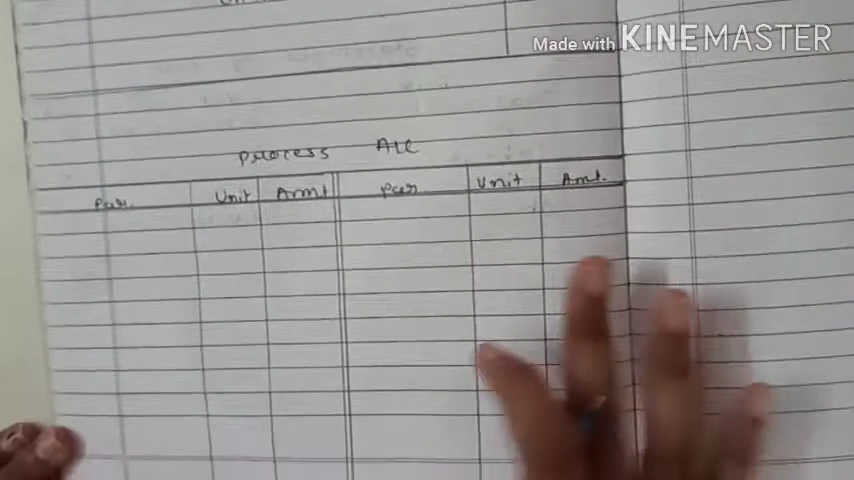 Made with KINEMASTER
Process A/c
Par. Unit Amt Par Unit Amt.